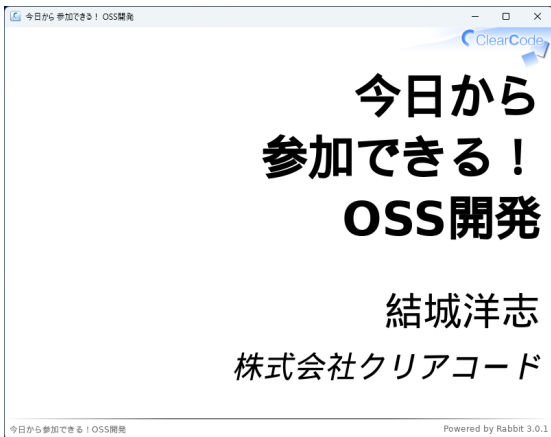 今日から 参加できる! OSS開発
ClearCode
今日から
参加できる!
OSS開発
結城洋志
株式会社クリアコード
今日から参加できる!OSS開発
Powered by Rabbit 3.0.1